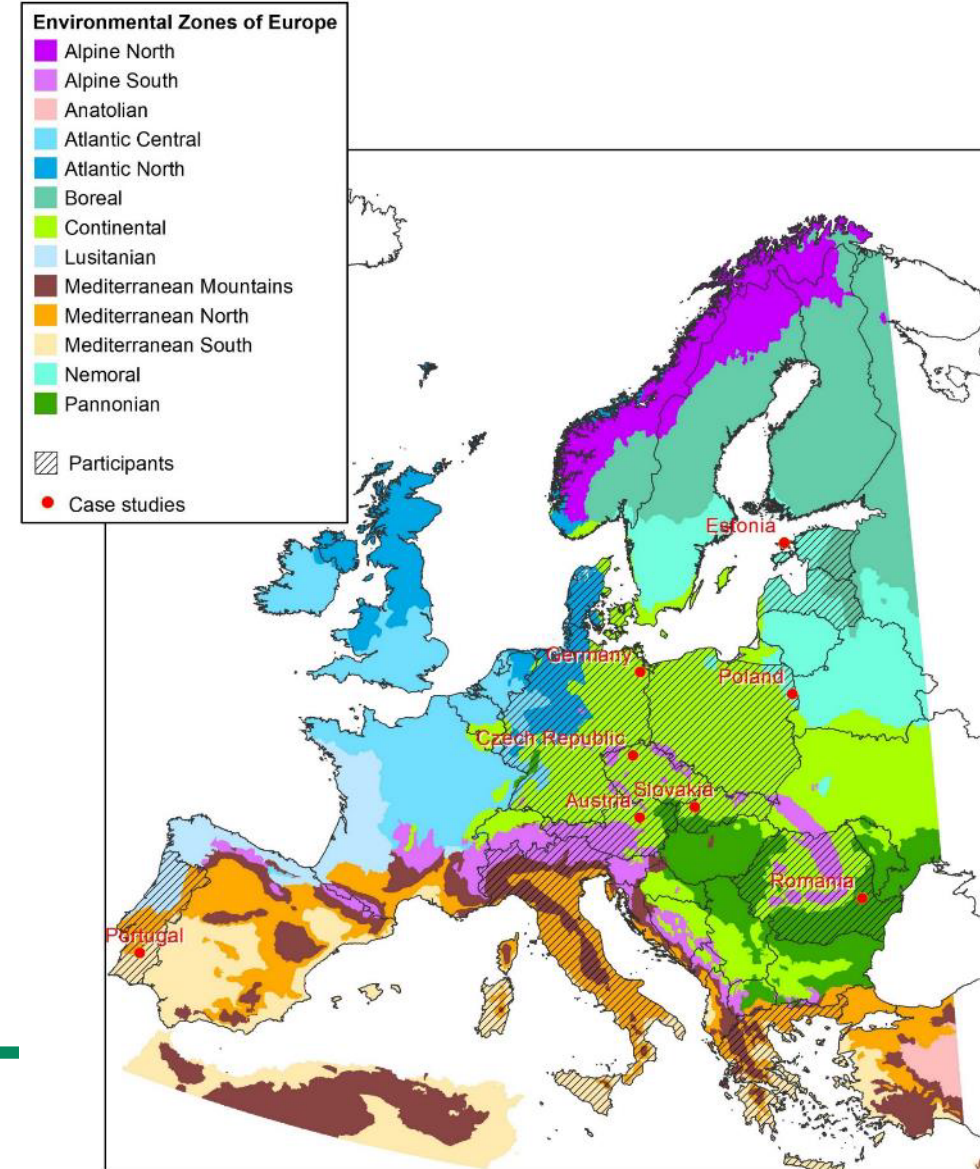 Environmental Zones of Europe
Alpine North
Alpine South
Anatolian
Atlantic Central
Atlantic North
Boreal
Continental
Lusitanian
Mediterranean Mountains
Mediterranean North
Mediterranean South
Nemoral
Pannonian
Participants
Case studies
Estonia
Germany
Poland
Czech Republic
Slovakia
Austria
Romania
Portugal